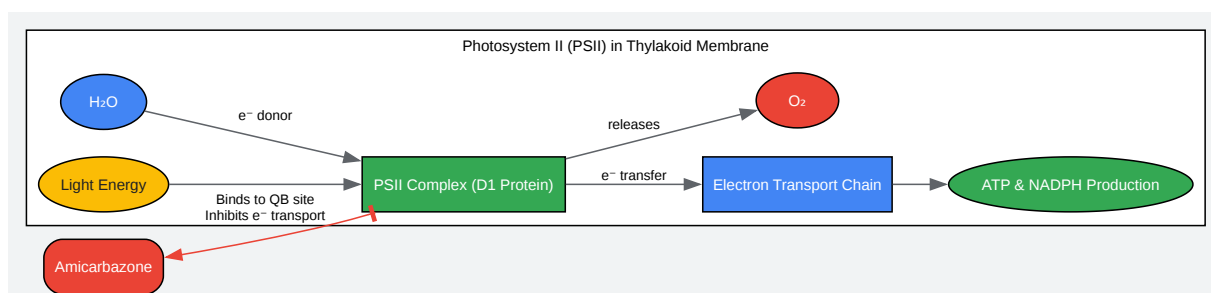 Photosystem II (PSII) in Thylakoid Membrane
H₂O
e⁻ donor
O₂
releases
Light Energy
PSII Complex (D1 Protein)
e⁻ transfer
Electron Transport Chain
ATP & NADPH Production
Binds to QB site
Inhibits e⁻ transport
Amicarbazone